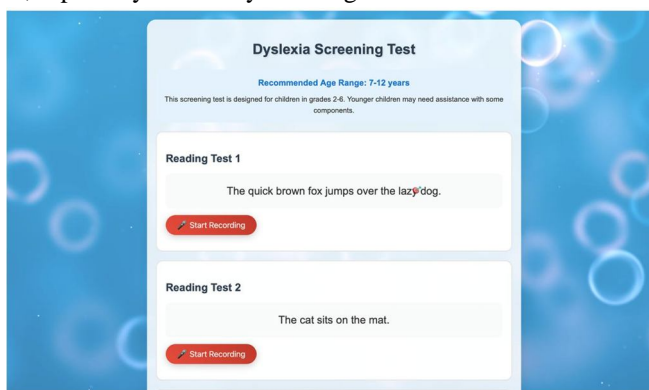 Dyslexia Screening Test
Recommended Age Range: 7-12 years
This screening test is designed for children in grades 2-6. Younger children may need assistance with some
components.
Reading Test 1
The quick brown fox jumps over the lazy dog.
Start Recording
Reading Test 2
The cat sits on the mat.
Start Recording